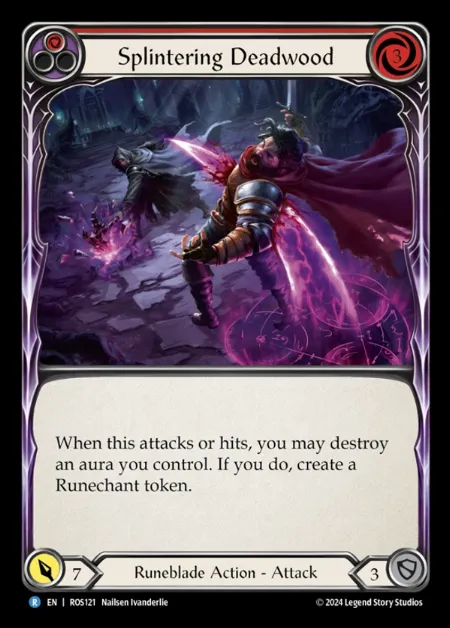 Splintering Deadwood
3
When this attacks or hits, you may destroy
an aura you control. If you do, create a
Runechant token.
7
Runeblade Action - Attack
3
R EN | ROS121 Nailsen Ivanderlie
© 2024 Legend Story Studios